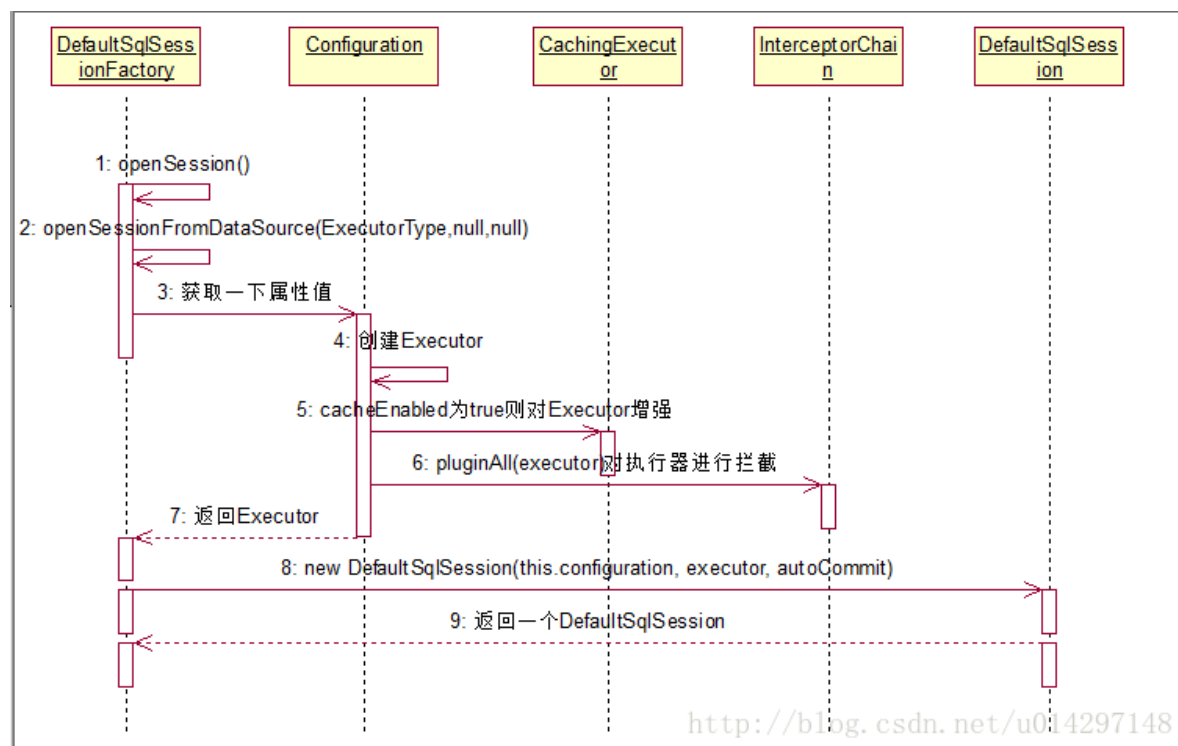 DefaultSqlSess
ionFactory
Configuration
CachingExecut
or
InterceptorChai
n
DefaultSqlSess
ion
1: openSession()
2: openSessionFromDataSource(ExecutorType,null,null)
3: 获取一下属性值
4: 创建Executor
5: cacheEnabled为true则对Executor增强
6: pluginAll(executor)对执行器进行拦截
7: 返回Executor
8: new DefaultSqlSession(this.configuration, executor, autoCommit)
9: 返回一个DefaultSqlSession
http://blog.csdn.net/u014297148